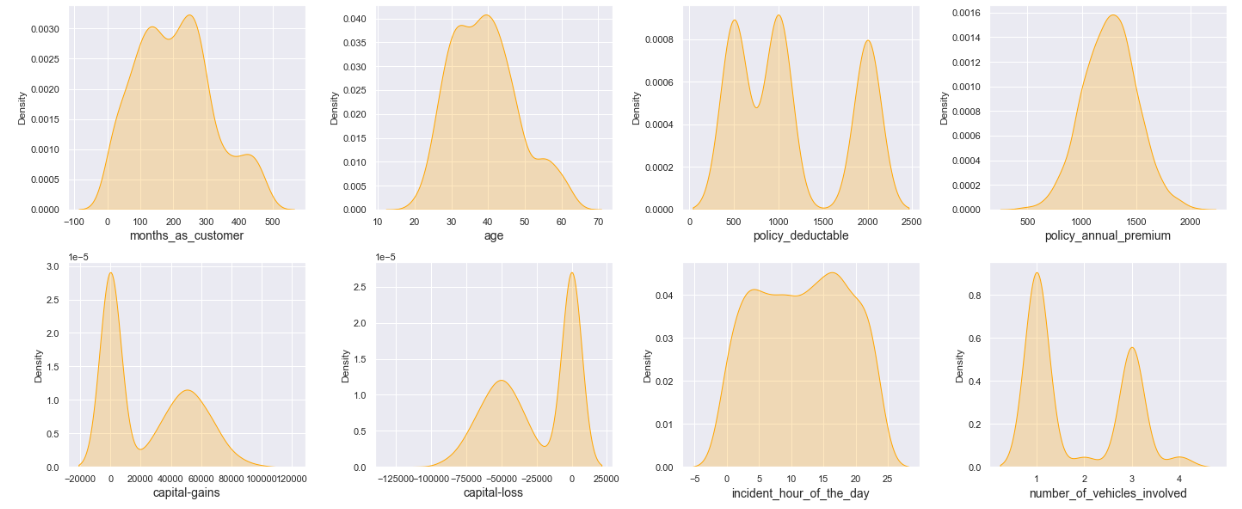 0.0030
0.0025
0.0020
0.0015
0.0010
0.0005
0.0000
Density
−100 0 100 200 300 400 500
months_as_customer
0.040
0.035
0.030
0.025
0.020
0.015
0.010
0.005
0.000
Density
10 20 30 40 50 60 70
age
0.0008
0.0006
0.0004
0.0002
0.0000
Density
0 500 1000 1500 2000 2500
policy_deductable
0.0016
0.0014
0.0012
0.0010
0.0008
0.0006
0.0004
0.0002
0.0000
Density
500 1000 1500 2000
policy_annual_premium
1e−5
3.0
2.5
2.0
1.5
1.0
0.5
0.0
Density
−20000 0 20000 40000 60000 80000 100000 120000
capital-gains
1e−5
2.5
2.0
1.5
1.0
0.5
0.0
Density
−125000 −100000 −75000 −50000 −25000 0 25000
capital-loss
0.04
0.03
0.02
0.01
0.00
Density
−5 0 5 10 15 20 25
incident_hour_of_the_day
0.8
0.6
0.4
0.2
0.0
Density
1 2 3 4
number_of_vehicles_involved